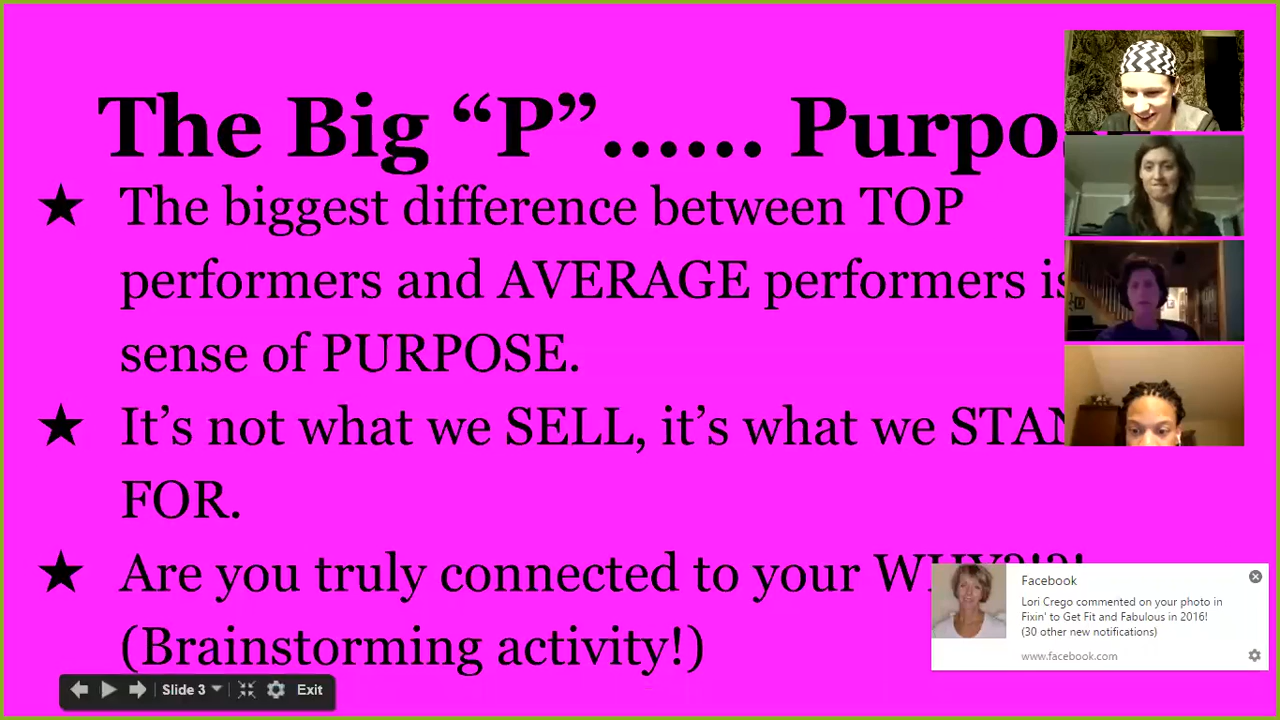 The Big “P”...... Purpo
★ The biggest difference between TOP
performers and AVERAGE performers is
sense of PURPOSE.
★ It’s not what we SELL, it’s what we STAN
FOR.
★ Are you truly connected to your WHY?!?!
(Brainstorming activity!)
Facebook
Lori Crego commented on your photo in
Fixin' to Get Fit and Fabulous in 2016!
(30 other new notifications)
www.facebook.com
Slide 3
Exit